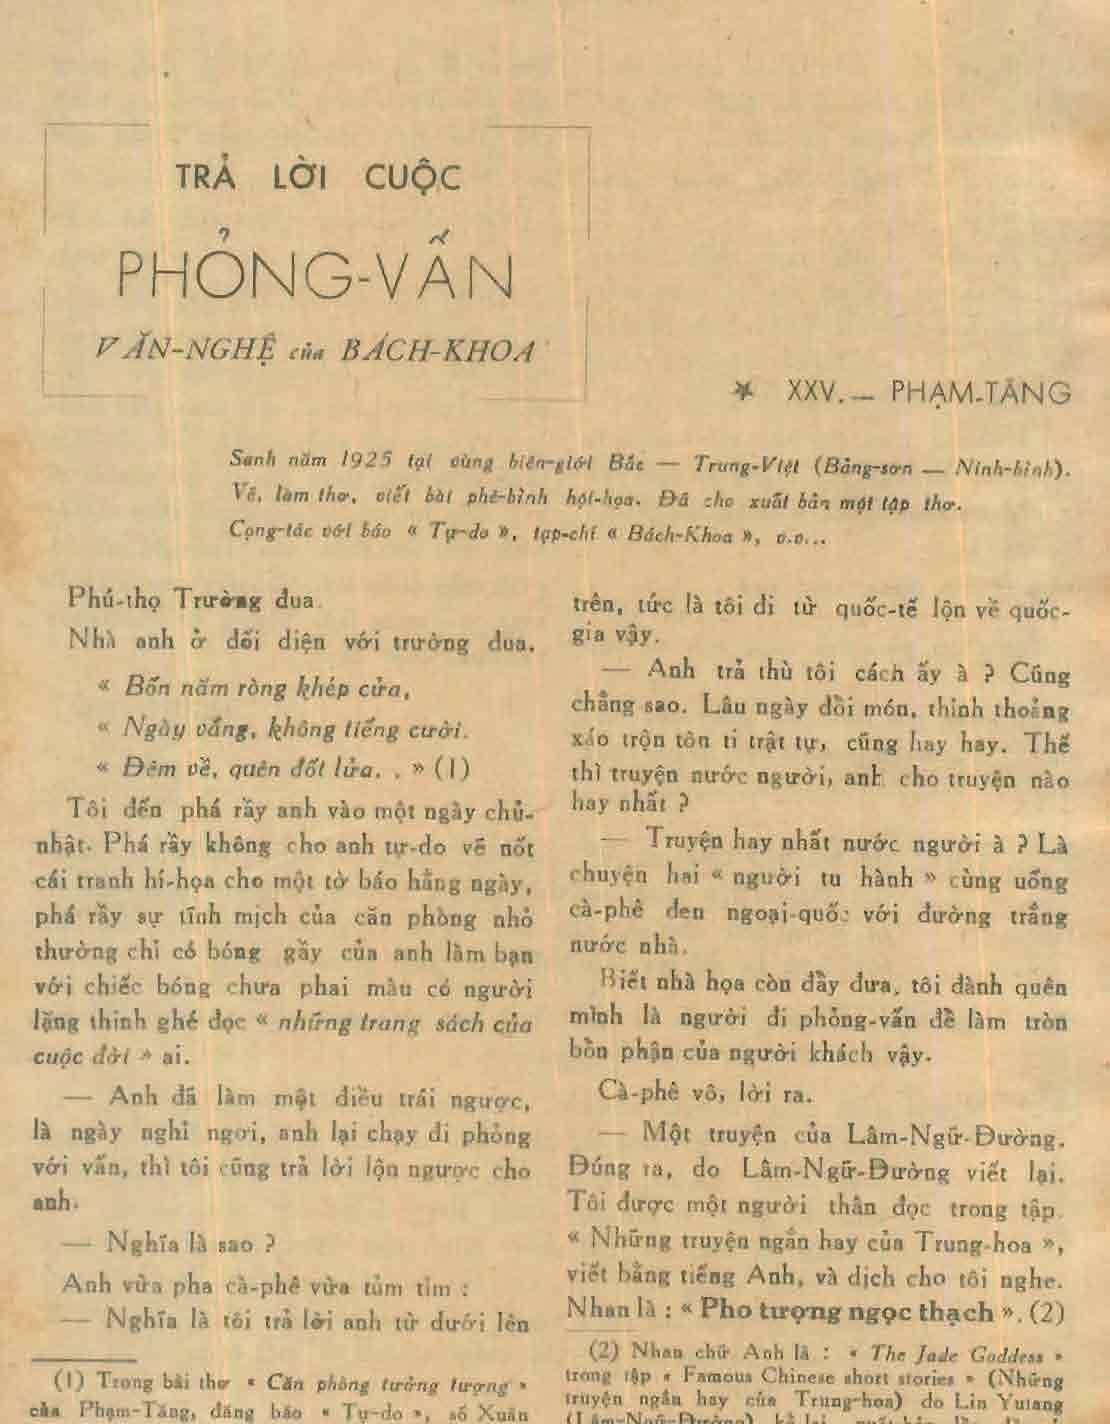 TRẢ LỜI CUỘC
PHỎNG-VẤN
VĂN-NGHỆ của BÁCH-KHOA
* XXV. — PHẠM-TĂNG
Sanh năm 1925 tại vùng biên-giới Bắc — Trung-Việt (Bảng-sơn — Ninh-bình).
Vẽ, làm thơ, viết bài phê-bình hội-họa. Đã cho xuất bản một tập thơ.
Cọng-tác với báo « Tự-do », tạp-chí « Bách-Khoa », v.v...
Phú-thọ Trường đua.
Nhà anh ở đối diện với trường đua.
« Bốn năm ròng khép cửa,
« Ngày vắng, không tiếng cười.
« Đêm về, quên đốt lửa. . » (1)
Tôi đến phá rầy anh vào một ngày chủ-
nhật. Phá rầy không cho anh tự-do vẽ nốt
cái tranh hí-họa cho một tờ báo hằng ngày,
phá rầy sự tĩnh mịch của căn phòng nhỏ
thường chỉ có bóng gầy của anh làm bạn
với chiếc bóng chưa phai màu có người
lặng thinh ghé đọc « những trang sách của
cuộc đời » ai.
— Anh đã làm một điều trái ngược,
là ngày nghỉ ngơi, anh lại chạy đi phỏng
với vấn, thì tôi cũng trả lời lộn ngược cho
anh.
— Nghĩa là sao ?
Anh vừa pha cà-phê vừa tủm tỉm :
— Nghĩa là tôi trả lời anh từ dưới lên
(1) Trong bài thơ « Căn phòng tưởng tượng »
của Phạm-Tăng, đăng báo « Tự-do », số Xuân
trên, tức là tôi đi từ quốc-tế lộn về quốc-
gia vậy.
— Anh trả thù tôi cách ấy à ? Cũng
chẳng sao. Lâu ngày đồi món, thỉnh thoảng
xáo trộn tôn ti trật tự, cũng hay hay. Thế
thì truyện nước người, anh cho truyện nào
hay nhất ?
— Truyện hay nhất nước người à ? Là
chuyện hai « người tu hành » cùng uống
cà-phê đen ngoại-quốc với đường trắng
nước nhà.
Biết nhà họa còn đầy đưa, tôi đành quên
mình là người đi phỏng-vấn để làm tròn
bồn phận của người khách vậy.
Cà-phê vô, lời ra.
— Một truyện của Lâm-Ngữ-Đường.
Đúng ra, do Lâm-Ngữ-Đường viết lại.
Tôi được một người thân đọc trong tập
« Những truyện ngắn hay của Trung-hoa »,
viết bằng tiếng Anh, và dịch cho tôi nghe.
Nhan là : « Pho tượng ngọc thạch ». (2)
(2) Nhan chữ Anh là : « The Jade Goddess »
trong tập « Famous Chinese short stories » (Những
truyện ngắn hay của Trung-hoa) do Lin Yutang
(Lâm-Ngữ-Đường) kể lại